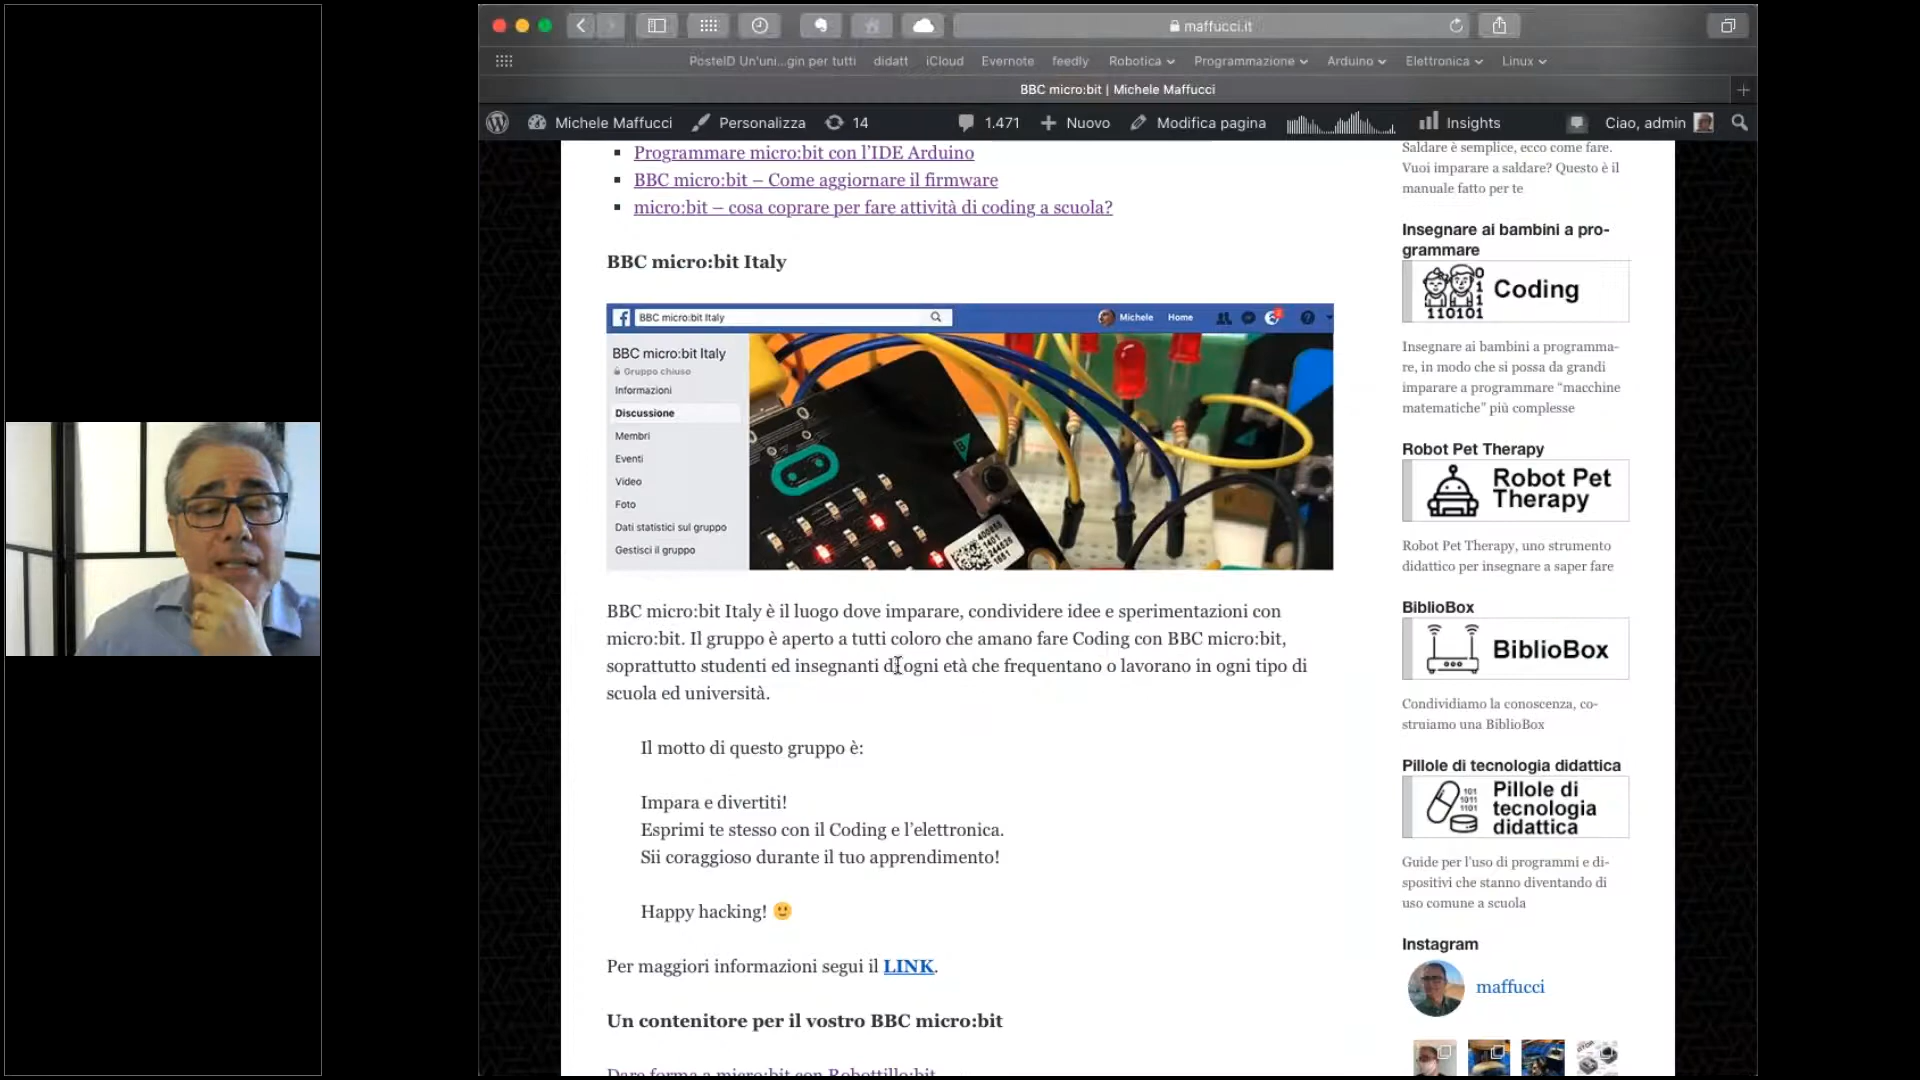 maffucci.it
PosteID Un'uni...gin per tutti didatt iCloud Evernote feedly Robotica Programmazione Arduino Elettronica Linux
BBC micro:bit | Michele Maffucci
Michele Maffucci Personalizza 14 1.471 Nuovo Modifica pagina Insights Ciao, admin
Programmare micro:bit con l'IDE Arduino
BBC micro:bit – Come aggiornare il firmware
micro:bit – cosa coprare per fare attività di coding a scuola?
BBC micro:bit Italy
BBC micro:bit Italy Michele Home
BBC micro:bit Italy
Gruppo chiuso
Informazioni
Discussione
Membri
Eventi
Video
Foto
Dati statistici sul gruppo
Gestisci il gruppo
BBC micro:bit Italy è il luogo dove imparare, condividere idee e sperimentazioni con
micro:bit. Il gruppo è aperto a tutti coloro che amano fare Coding con BBC micro:bit,
soprattutto studenti ed insegnanti di ogni età che frequentano o lavorano in ogni tipo di
scuola ed università.
Il motto di questo gruppo è:
Impara e divertiti!
Esprimi te stesso con il Coding e l'elettronica.
Sii coraggioso durante il tuo apprendimento!
Happy hacking! 🙂
Per maggiori informazioni segui il LINK.
Un contenitore per il vostro BBC micro:bit
Dare forma a micro:bit con Robottillo:bit
Saldare è semplice, ecco come fare.
Vuoi imparare a saldare? Questo è il
manuale fatto per te
Insegnare ai bambini a pro-
grammare
Coding
110101
Insegnare ai bambini a programma-
re, in modo che si possa da grandi
imparare a programmare “macchine
matematiche” più complesse
Robot Pet Therapy
Robot Pet
Therapy
Robot Pet Therapy, uno strumento
didattico per insegnare a saper fare
BiblioBox
BiblioBox
Condividiamo la conoscenza, co-
struiamo una BiblioBox
Pillole di tecnologia didattica
Pillole di
tecnologia
didattica
Guide per l'uso di programmi e di-
spositivi che stanno diventando di
uso comune a scuola
Instagram
maffucci